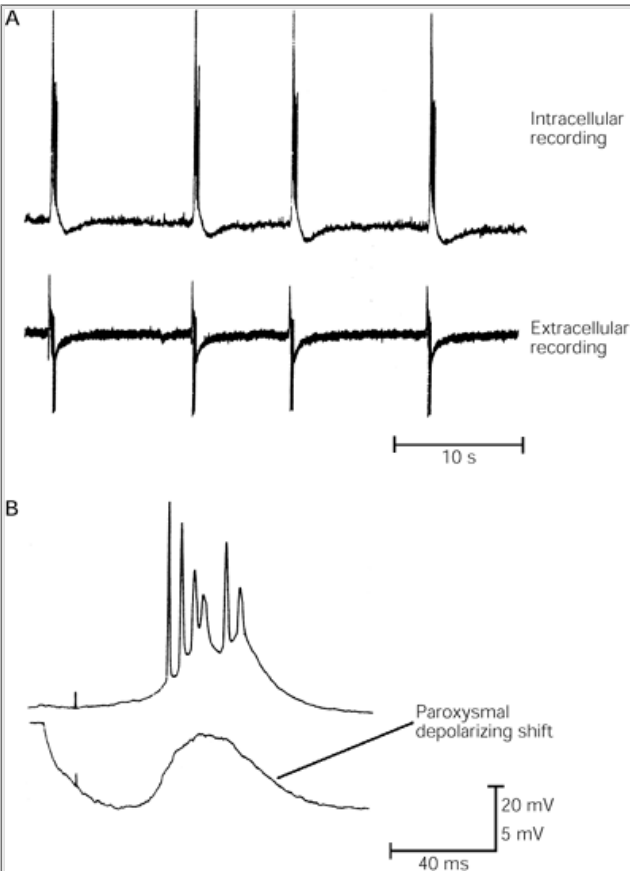 A
Intracellular
recording
Extracellular
recording
10 s
B
Paroxysmal
depolarizing shift
20 mV
5 mV
40 ms